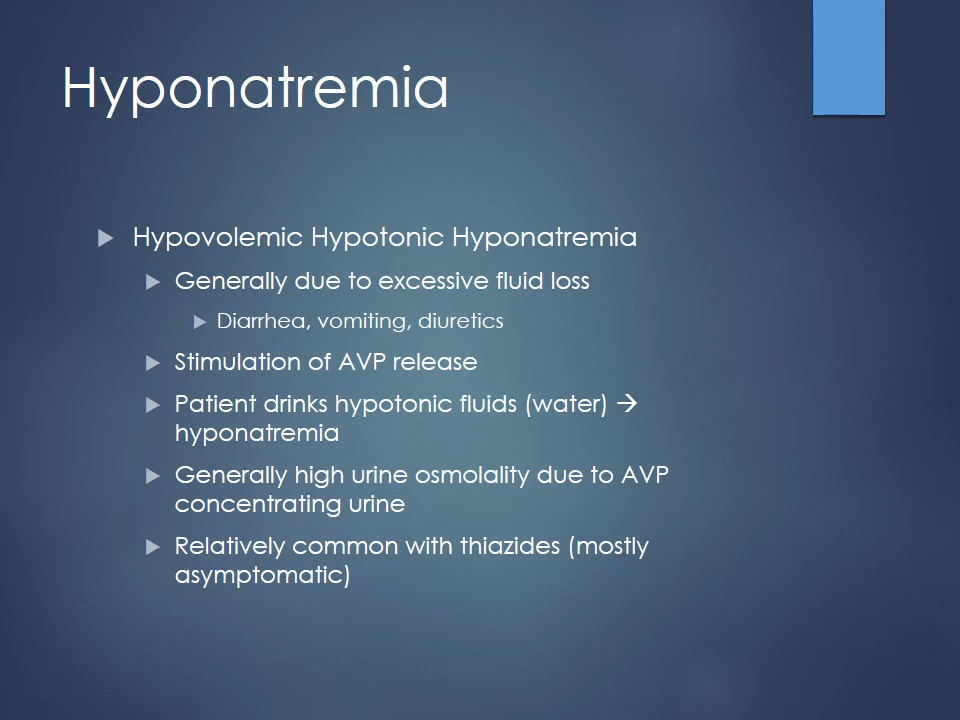 Hyponatremia
Hypovolemic Hypotonic Hyponatremia
Generally due to excessive fluid loss
Diarrhea, vomiting, diuretics
Stimulation of AVP release
Patient drinks hypotonic fluids (water) →
hyponatremia
Generally high urine osmolality due to AVP
concentrating urine
Relatively common with thiazides (mostly
asymptomatic)